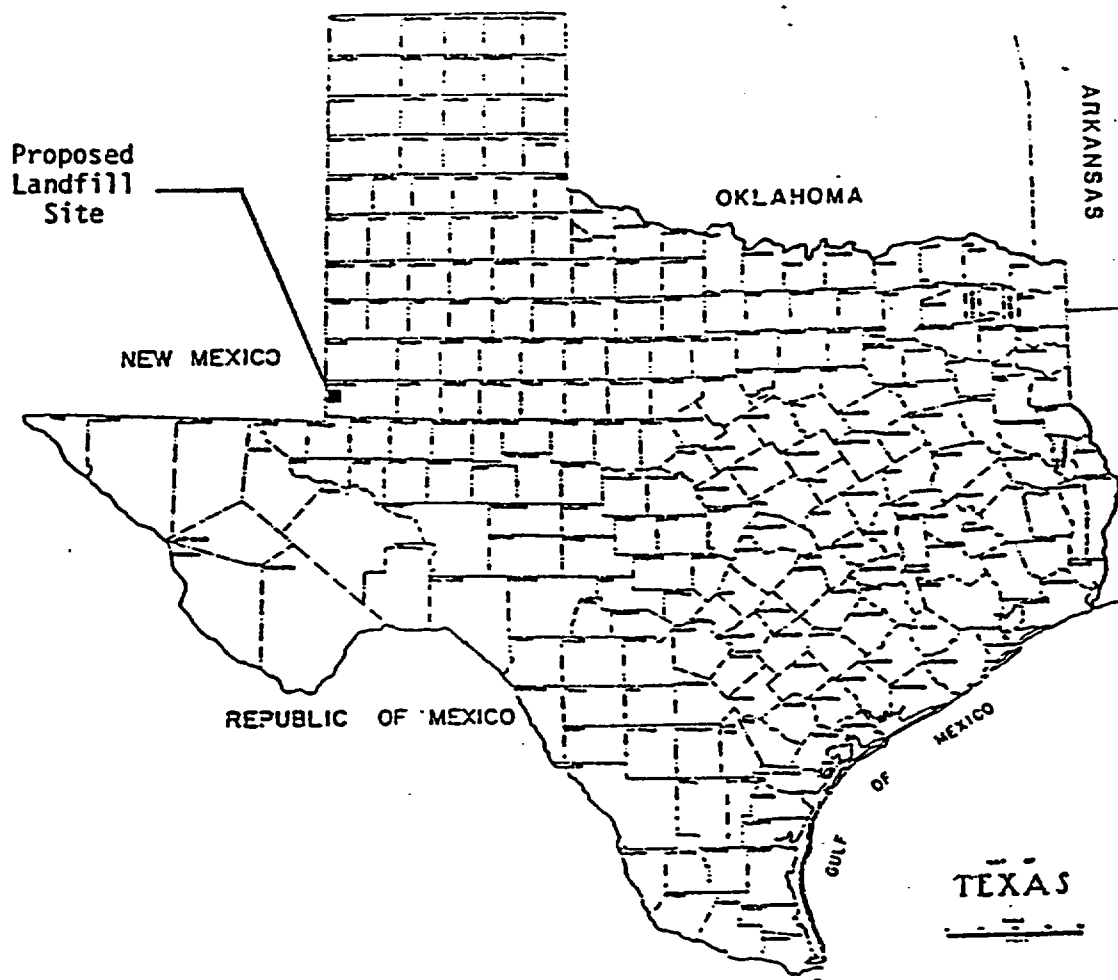 Proposed
Landfill
Site
ARKANSAS
OKLAHOMA
NEW MEXICO
REPUBLIC OF MEXICO
GULF OF MEXICO
TEXAS